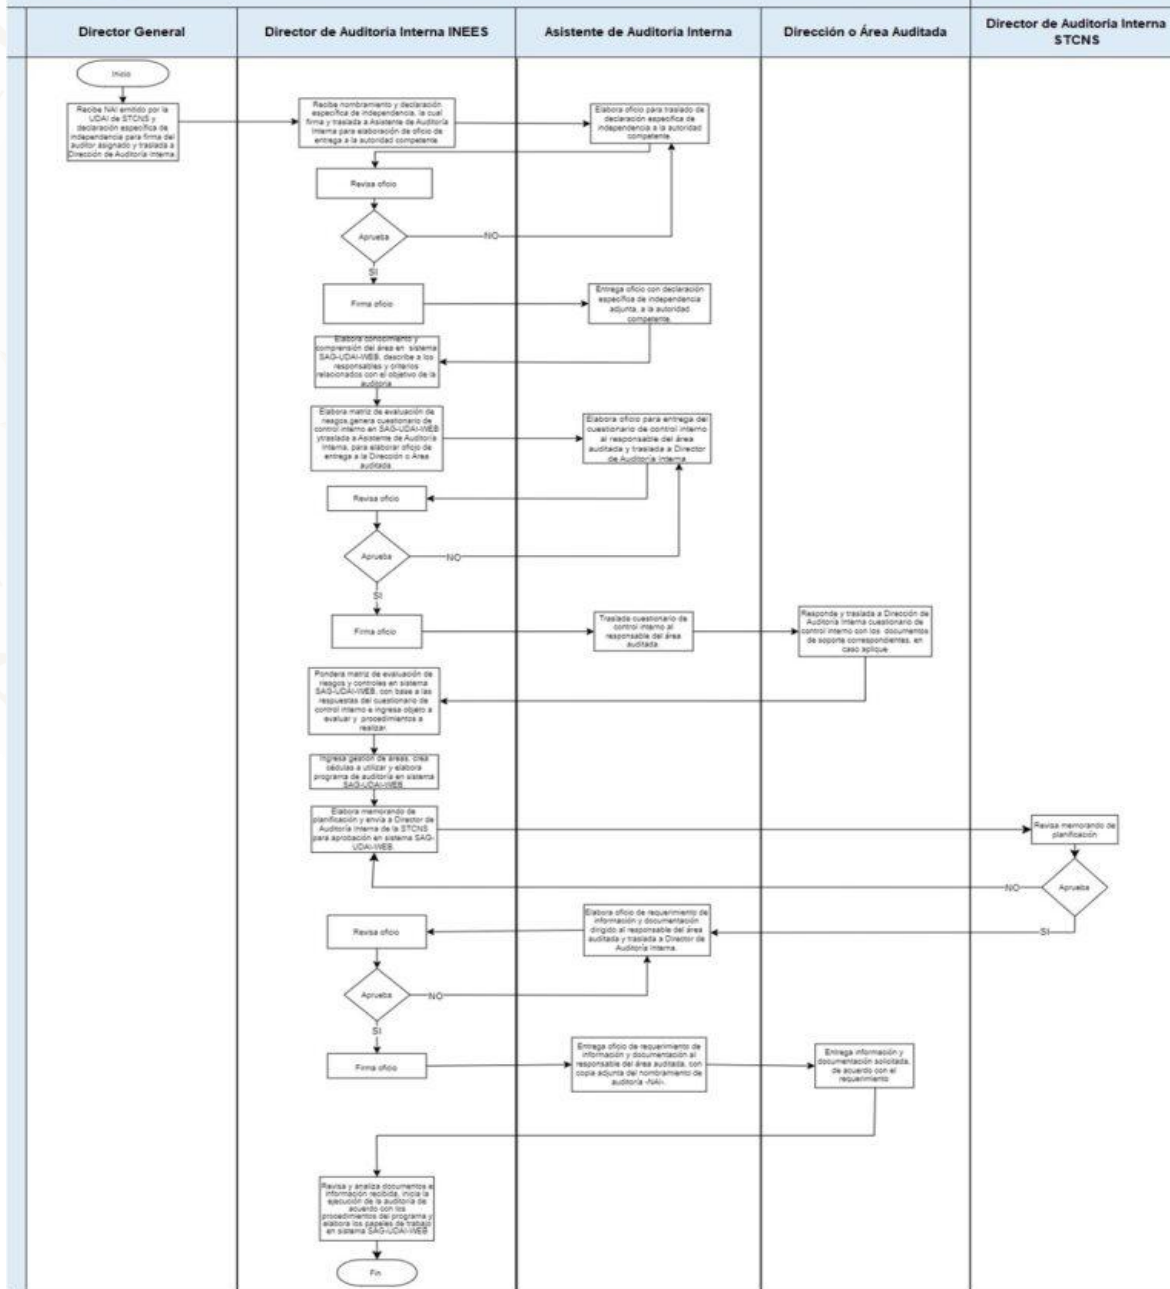 Director General
Director de Auditoría Interna INEES
Asistente de Auditoría Interna
Dirección o Área Auditada
Director de Auditoría Interna
STCNS
Inicio
Recibe NAI emitido por la
UDAI de STCNS y
declaración específica de
independencia para firma del
auditor asignado y traslada a
Dirección de Auditoría Interna.
Recibe nombramiento y declaración
específica de independencia, la cual
firma y traslada a Asistente de Auditoría
Interna para elaboración de oficio de
entrega a la autoridad competente
Elabora oficio para traslado de
declaración específica de
independencia a la autoridad
competente.
Revisa oficio
Aprueba
NO
SI
Firma oficio
Entrega oficio con declaración
específica de independencia
adjunta, a la autoridad
competente.
Elabora conocimiento y
comprensión del área en sistema
SAG-UDAI-WEB, describe a los
responsables y criterios
relacionados con el objetivo de la
auditoría
Elabora matriz de evaluación de
riesgos,genera cuestionario de
control interno en SAG-UDAI-WEB
ytraslada a Asistente de Auditoría
Interna, para elaborar oficio de
entrega a la Dirección o Área
auditada.
Elabora oficio para entrega del
cuestionario de control interno
al responsable del área
auditada y traslada a Director
de Auditoría Interna
Revisa oficio
Aprueba
NO
SI
Firma oficio
Traslada cuestionario de
control interno al
responsable del área
auditada
Responde y traslada a Dirección de
Auditoría Interna cuestionario de
control interno con los documentos
de soporte correspondientes, en
caso aplique
Pondera matriz de evaluación de
riesgos y controles en sistema
SAG-UDAI-WEB, con base a las
respuestas del cuestionario de
control interno e ingresa objeto a
evaluar y procedimientos a
realizar.
Ingresa gestión de áreas, crea
cédulas a utilizar y elabora
programa de auditoría en sistema
SAG-UDAI-WEB
Elabora memorando de
planificación y envía a Director de
Auditoría Interna de la STCNS
para aprobación en sistema SAG-
UDAI-WEB.
Revisa memorando de
planificación
Aprueba
NO
SI
Elabora oficio de requerimiento de
información y documentación
dirigido al responsable del área
auditada y traslada a Director de
Auditoría Interna.
Revisa oficio
Aprueba
NO
SI
Firma oficio
Entrega oficio de requerimiento de
información y documentación al
responsable del área auditada, con
copia adjunta del nombramiento de
auditoría -NAI-.
Entrega información y
documentación solicitada,
de acuerdo con el
requerimiento
Revisa y analiza documentos e
información recibida, inicia la
ejecución de la auditoría de
acuerdo con los
procedimientos del programa y
elabora los papeles de trabajo
en sistema SAG-UDAI-WEB
Fin